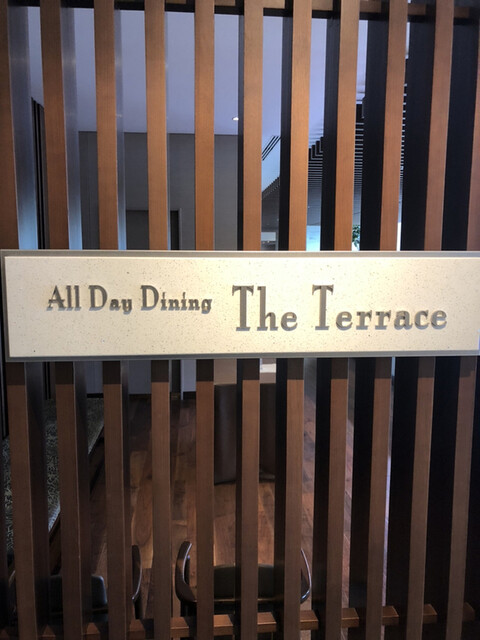 All Day Dining The Terrace